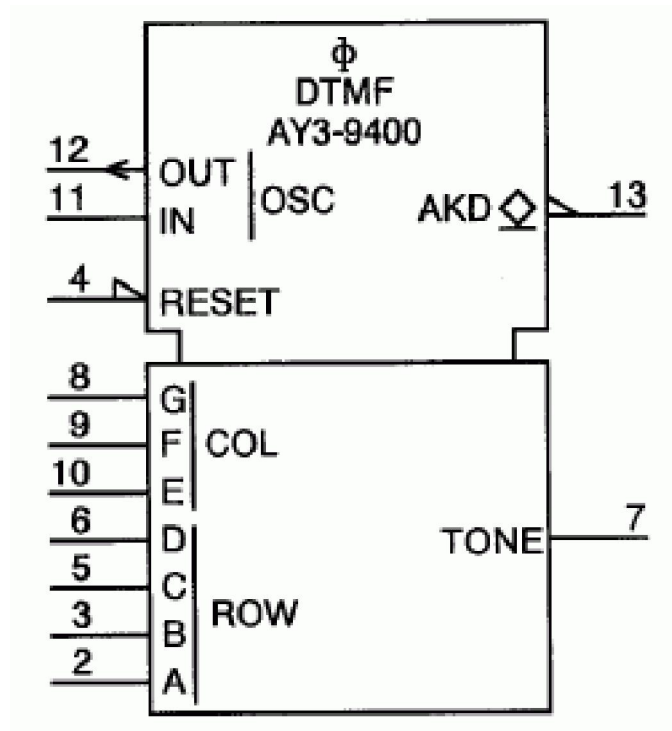 ф
DTMF
AY3-9400
12 OUT
11 IN
OSC
AKD 13
4 RESET
8 G
9 F COL
10 E
6 D
TONE 7
5 C
ROW
3 B
2 A